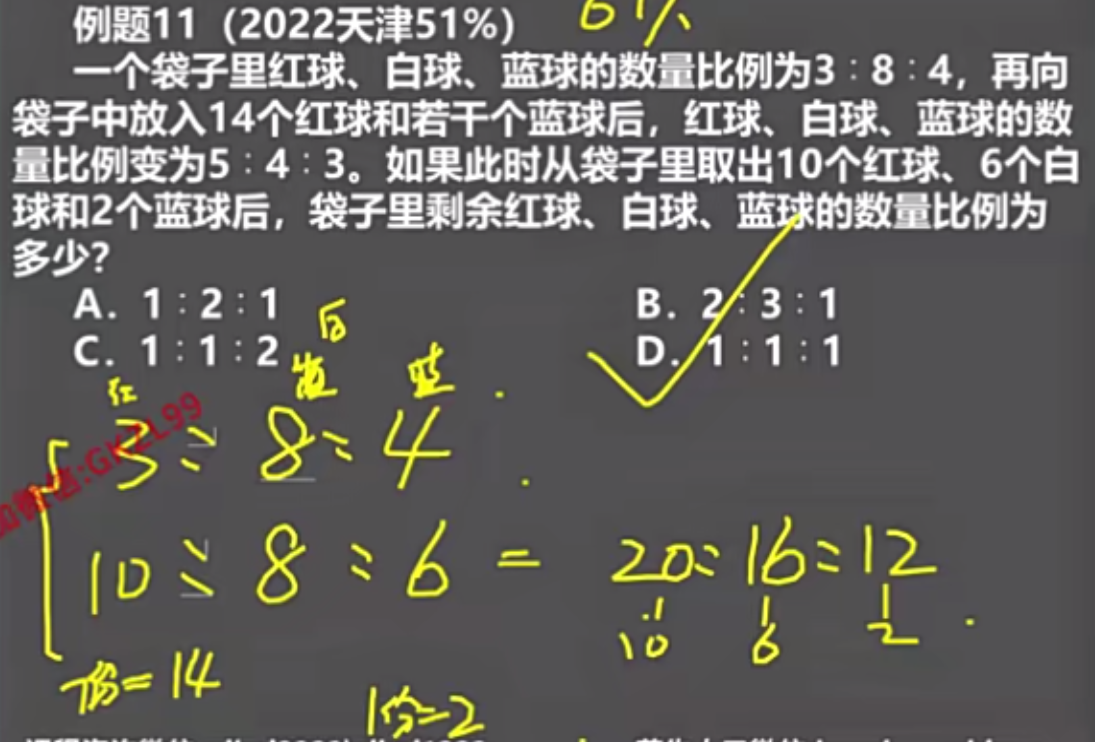 61%
例题11（2022天津51%）
一个袋子里红球、白球、蓝球的数量比例为3：8：4，再向
袋子中放入14个红球和若干个蓝球后，红球、白球、蓝球的数
量比例变为5：4：3。如果此时从袋子里取出10个红球、6个白
球和2个蓝球后，袋子里剩余红球、白球、蓝球的数量比例为
多少？
A．1：2：1 B．2：3：1
C．1：1：2 D．1：1：1
红 白 蓝
3：8：4
10：8：6 = 20：16：12
10 6 2
7份=14
1份=2
微信:GKZL99